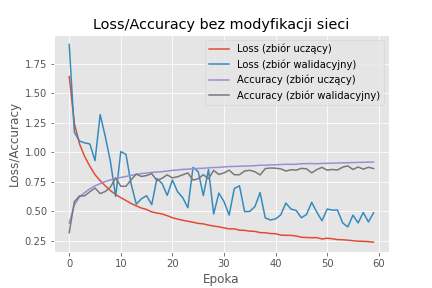 Loss/Accuracy bez modyfikacji sieci
Loss (zbiór uczący)
Loss (zbiór walidacyjny)
Accuracy (zbiór uczący)
Accuracy (zbiór walidacyjny)
Loss/Accuracy
1.75
1.50
1.25
1.00
0.75
0.50
0.25
0 10 20 30 40 50 60
Epoka